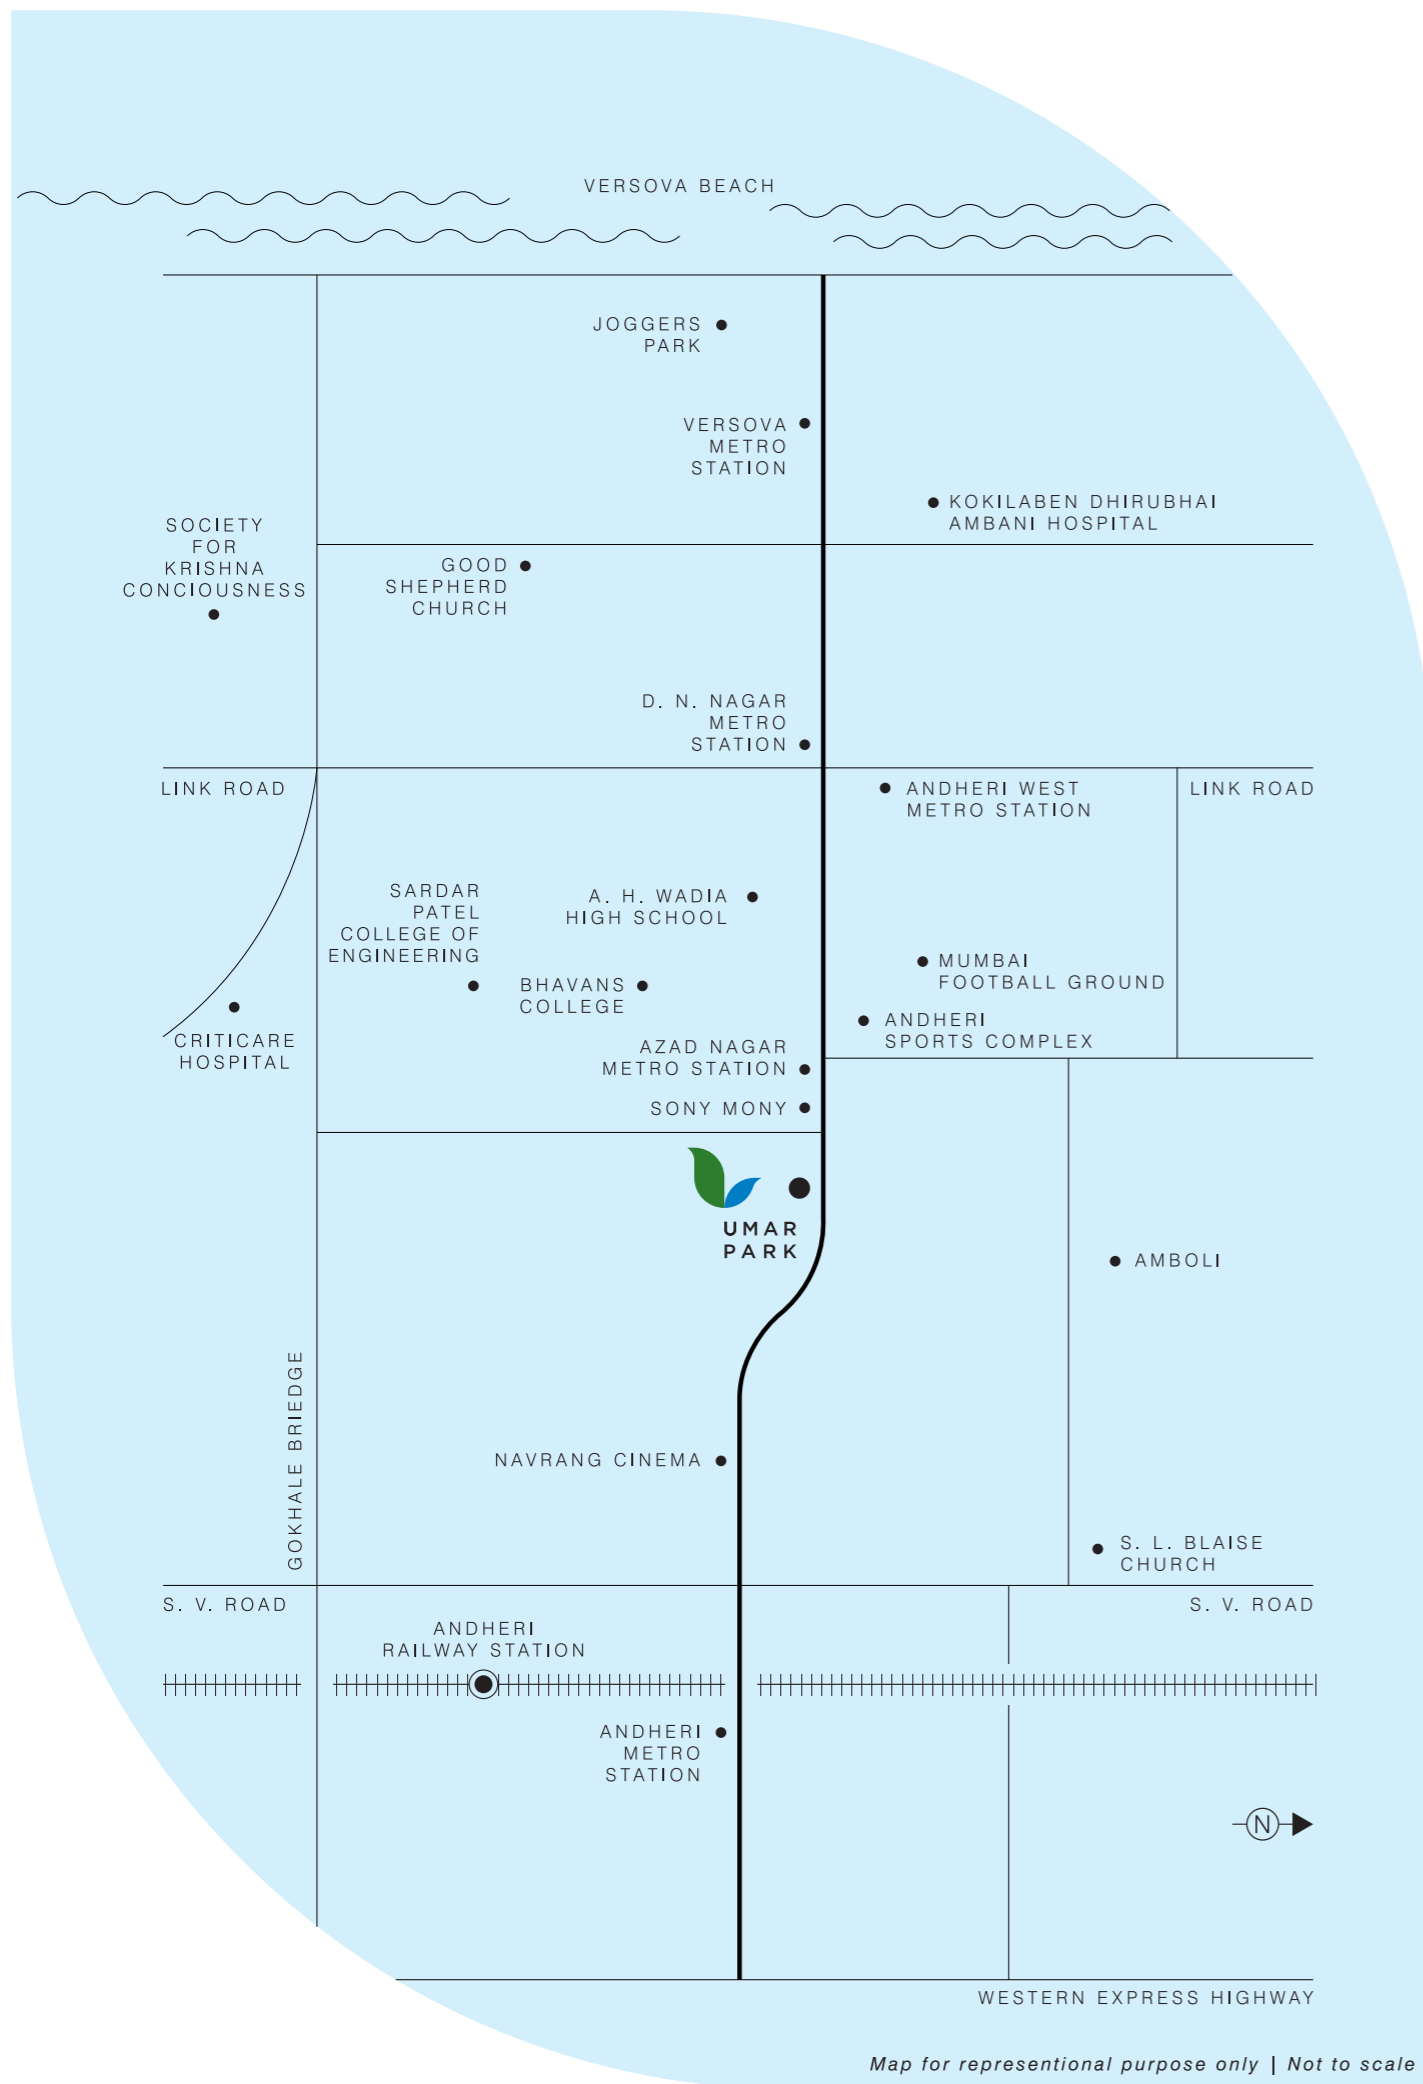 VERSOVA BEACH
JOGGERS
PARK
VERSOVA
METRO
STATION
KOKILABEN DHIRUBHAI
AMBANI HOSPITAL
SOCIETY
FOR
KRISHNA
CONCIOUSNESS
GOOD
SHEPHERD
CHURCH
D. N. NAGAR
METRO
STATION
LINK ROAD
ANDHERI WEST
METRO STATION
LINK ROAD
SARDAR
PATEL
COLLEGE OF
ENGINEERING
A. H. WADIA
HIGH SCHOOL
BHAVANS
COLLEGE
MUMBAI
FOOTBALL GROUND
ANDHERI
SPORTS COMPLEX
CRITICARE
HOSPITAL
AZAD NAGAR
METRO STATION
SONY MONY
UMAR
PARK
AMBOLI
GOKHALE BRIEDGE
NAVRANG CINEMA
S. L. BLAISE
CHURCH
S. V. ROAD
S. V. ROAD
ANDHERI
RAILWAY STATION
ANDHERI
METRO
STATION
N
WESTERN EXPRESS HIGHWAY
Map for representional purpose only | Not to scale